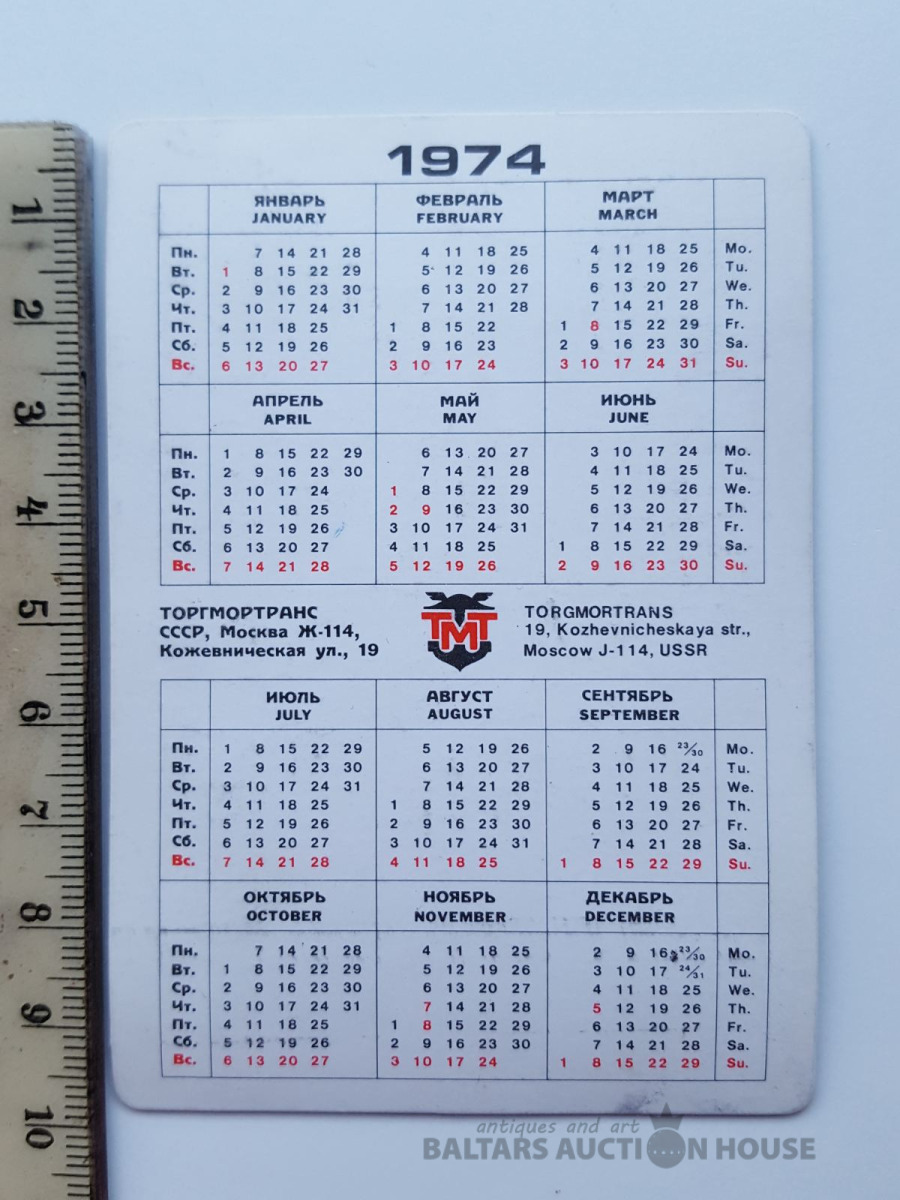 1974
ЯНВАРЬ ФЕВРАЛЬ МАРТ
JANUARY FEBRUARY MARCH
Пн. 7 14 21 28 4 11 18 25 4 11 18 25 Mo.
Вт. 1 8 15 22 29 5 12 19 26 5 12 19 26 Tu.
Ср. 2 9 16 23 30 6 13 20 27 6 13 20 27 We.
Чт. 3 10 17 24 31 7 14 21 28 7 14 21 28 Th.
Пт. 4 11 18 25 1 8 15 22 1 8 15 22 29 Fr.
Сб. 5 12 19 26 2 9 16 23 2 9 16 23 30 Sa.
Вс. 6 13 20 27 3 10 17 24 3 10 17 24 31 Su.
АПРЕЛЬ МАЙ ИЮНЬ
APRIL MAY JUNE
Пн. 1 8 15 22 29 6 13 20 27 3 10 17 24 Mo.
Вт. 2 9 16 23 30 7 14 21 28 4 11 18 25 Tu.
Ср. 3 10 17 24 1 8 15 22 29 5 12 19 26 We.
Чт. 4 11 18 25 2 9 16 23 30 6 13 20 27 Th.
Пт. 5 12 19 26 3 10 17 24 31 7 14 21 28 Fr.
Сб. 6 13 20 27 4 11 18 25 1 8 15 22 29 Sa.
Вс. 7 14 21 28 5 12 19 26 2 9 16 23 30 Su.
ТОРГМОРТРАНС
СССР, Москва Ж-114,
Кожевническая ул., 19
ТМТ
TORGMORTRANS
19, Kozhevnicheskaya str.,
Moscow J-114, USSR
ИЮЛЬ АВГУСТ СЕНТЯБРЬ
JULY AUGUST SEPTEMBER
Пн. 1 8 15 22 29 5 12 19 26 2 9 16 23/30 Mo.
Вт. 2 9 16 23 30 6 13 20 27 3 10 17 24 Tu.
Ср. 3 10 17 24 31 7 14 21 28 4 11 18 25 We.
Чт. 4 11 18 25 1 8 15 22 29 5 12 19 26 Th.
Пт. 5 12 19 26 2 9 16 23 30 6 13 20 27 Fr.
Сб. 6 13 20 27 3 10 17 24 31 7 14 21 28 Sa.
Вс. 7 14 21 28 4 11 18 25 1 8 15 22 29 Su.
ОКТЯБРЬ НОЯБРЬ ДЕКАБРЬ
OCTOBER NOVEMBER DECEMBER
Пн. 7 14 21 28 4 11 18 25 2 9 16 23/30 Mo.
Вт. 1 8 15 22 29 5 12 19 26 3 10 17 24/31 Tu.
Ср. 2 9 16 23 30 6 13 20 27 4 11 18 25 We.
Чт. 3 10 17 24 31 7 14 21 28 5 12 19 26 Th.
Пт. 4 11 18 25 1 8 15 22 29 6 13 20 27 Fr.
Сб. 5 12 19 26 2 9 16 23 30 7 14 21 28 Sa.
Вс. 6 13 20 27 3 10 17 24 1 8 15 22 29 Su.
1
2
3
4
5
6
7
8
9
10
antiques and art
BALTARS AUCTION HOUSE